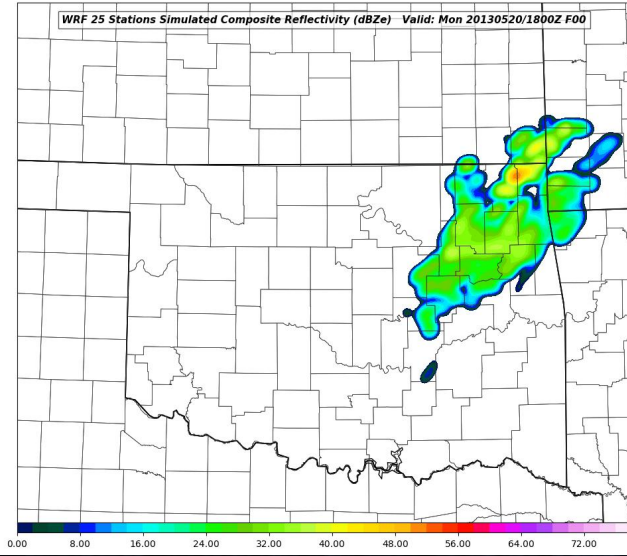 WRF 25 Stations Simulated Composite Reflectivity (dBZe) Valid: Mon 20130520/1800Z F00
0.00 8.00 16.00 24.00 32.00 40.00 48.00 56.00 64.00 72.00